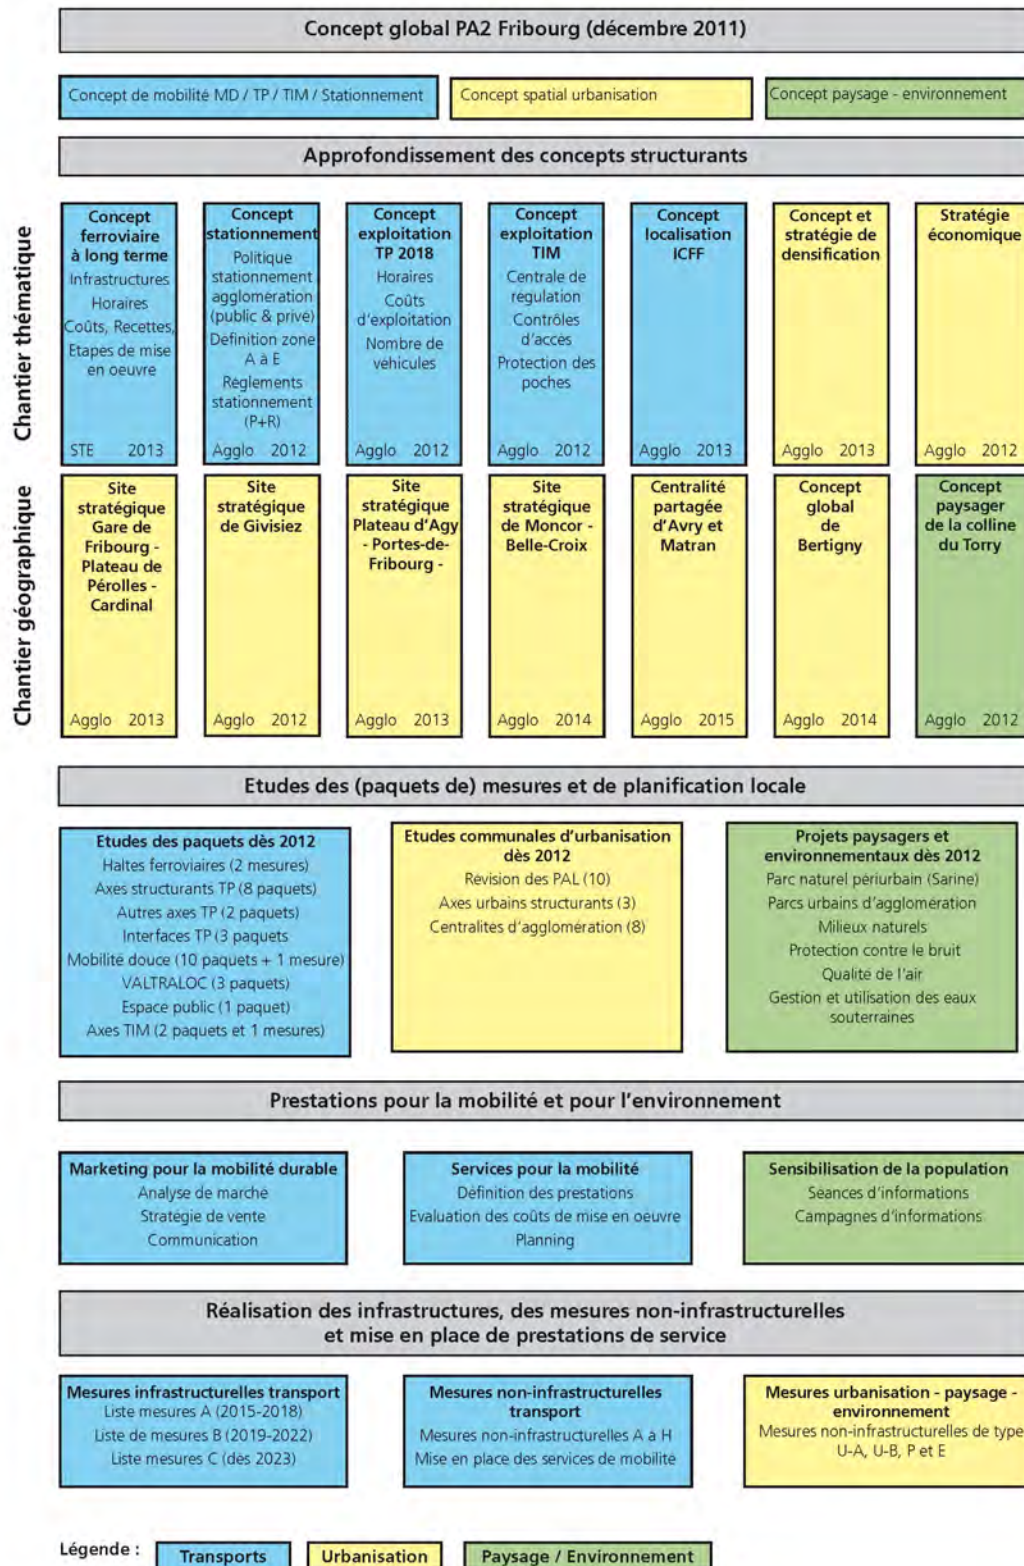 Concept global PA2 Fribourg (décembre 2011)
Concept de mobilité MD / TP / TIM / Stationnement
Concept spatial urbanisation
Concept paysage - environnement
Approfondissement des concepts structurants
Chantier thématique
Concept
ferroviaire
à long terme
Infrastructures
Horaires
Coûts, Recettes,
Etapes de mise
en oeuvre
STE 2013
Concept
stationnement
Politique
stationnement
agglomération
(public & privé)
Définition zone
A à E
Règlements
stationnement
(P+R)
Agglo 2012
Concept
exploitation
TP 2018
Horaires
Coûts
d'exploitation
Nombre de
véhicules
Agglo 2012
Concept
exploitation
TIM
Centrale de
régulation
Contrôles
d'accès
Protection des
poches
Agglo 2012
Concept
localisation
ICFF
Agglo 2013
Concept et
stratégie de
densification
Agglo 2013
Stratégie
économique
Agglo 2012
Chantier géographique
Site
stratégique
Gare de
Fribourg -
Plateau de
Pérolles -
Cardinal
Agglo 2013
Site
stratégique
de Givisiez
Agglo 2012
Site
stratégique
Plateau d'Agy
- Portes-de-
Fribourg -
Agglo 2013
Site
stratégique
de Moncor -
Belle-Croix
Agglo 2014
Centralité
partagée
d'Avry et
Matran
Agglo 2015
Concept
global
de
Bertigny
Agglo 2014
Concept
paysager
de la colline
du Torry
Agglo 2012
Etudes des (paquets de) mesures et de planification locale
Etudes des paquets dès 2012
Haltes ferroviaires (2 mesures)
Axes structurants TP (8 paquets)
Autres axes TP (2 paquets)
Interfaces TP (3 paquets
Mobilité douce (10 paquets + 1 mesure)
VALTRALOC (3 paquets)
Espace public (1 paquet)
Axes TIM (2 paquets et 1 mesures)
Etudes communales d'urbanisation
dès 2012
Révision des PAL (10)
Axes urbains structurants (3)
Centralites d'agglomération (8)
Projets paysagers et
environnementaux dès 2012
Parc naturel périurbain (Sarine)
Parcs urbains d'agglomération
Milieux naturels
Protection contre le bruit
Qualité de l'air
Gestion et utilisation des eaux
souterraines
Prestations pour la mobilité et pour l'environnement
Marketing pour la mobilité durable
Analyse de marché
Stratégie de vente
Communication
Services pour la mobilité
Définition des prestations
Evaluation des coûts de mise en oeuvre
Planning
Sensibilisation de la population
Séances d'informations
Campagnes d'informations
Réalisation des infrastructures, des mesures non-infrastructurelles
et mise en place de prestations de service
Mesures infrastructurelles transport
Liste mesures A (2015-2018)
Liste de mesures B (2019-2022)
Liste mesures C (dès 2023)
Mesures non-infrastructurelles
transport
Mesures non-infrastructurelles A à H
Mise en place des services de mobilité
Mesures urbanisation - paysage -
environnement
Mesures non-infrastructurelles de type
U-A, U-B, P et E
Légende :
Transports
Urbanisation
Paysage / Environnement